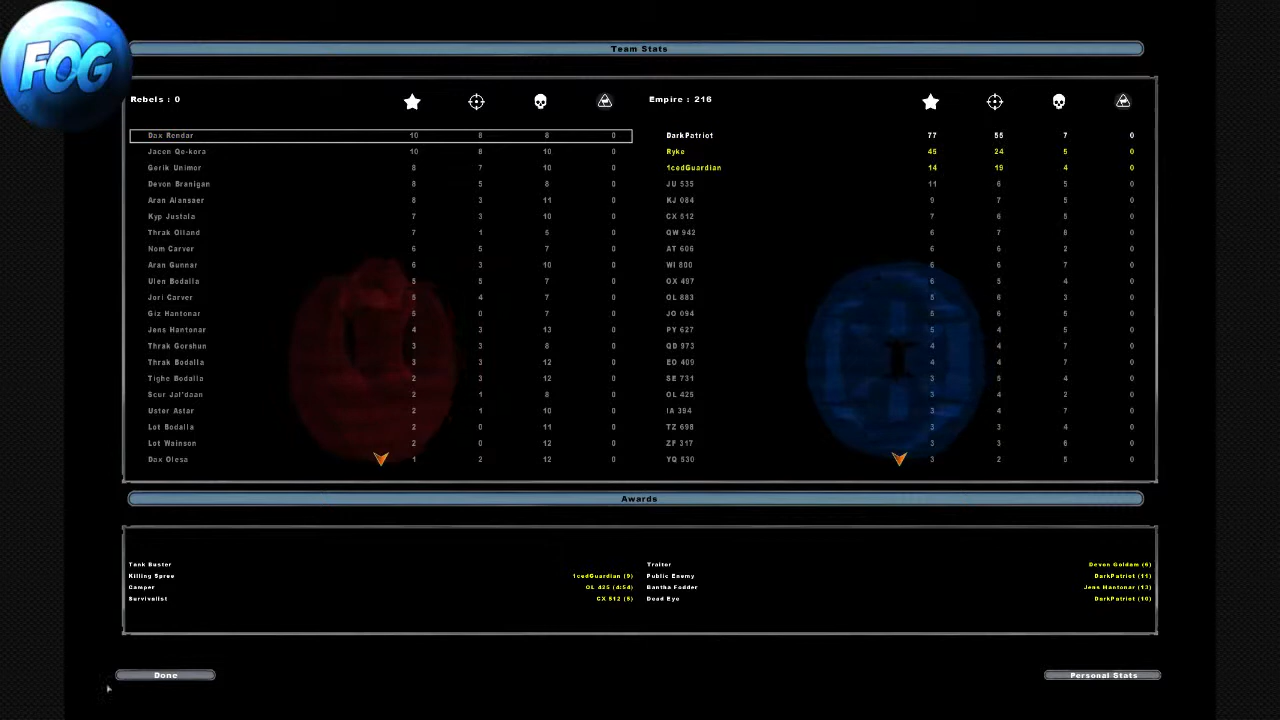 FOG
Team Stats
Rebels : 0
Empire : 216
Dax Rendar 10 8 8 0
DarkPatriot 77 55 7 0
Jacen Qe-kora 10 8 10 0
Ryke 45 24 5 0
Gerik Unimor 8 7 10 0
1cedGuardian 14 19 4 0
Devon Branigan 8 5 8 0
JU 535 11 6 5 0
Aran Alansaer 8 3 11 0
KJ 084 9 7 5 0
Kyp Justala 7 3 10 0
CX 512 7 6 5 0
Thrak Olland 7 1 5 0
QW 942 6 7 8 0
Nom Carver 6 5 7 0
AT 606 6 6 2 0
Aran Gunnar 6 3 10 0
WI 800 6 6 7 0
Ulen Bodalla 5 5 7 0
OX 497 6 5 4 0
Jori Carver 5 4 7 0
OL 883 5 6 3 0
Giz Hantonar 5 0 7 0
JO 094 5 6 5 0
Jens Hantonar 4 3 13 0
PY 627 5 4 5 0
Thrak Gorshun 3 3 8 0
QD 973 4 4 7 0
Thrak Bodalla 3 3 12 0
EO 409 4 4 7 0
Tighe Bodalla 2 3 12 0
SE 731 3 5 4 0
Scur Jal'daan 2 1 8 0
OL 425 3 4 2 0
Uster Astar 2 1 10 0
IA 394 3 4 7 0
Lot Bodalla 2 0 11 0
TZ 698 3 3 4 0
Lot Wainson 2 0 12 0
ZF 317 3 3 6 0
Dax Olesa 1 2 12 0
YQ 530 3 2 5 0
Awards
Tank Buster
Traitor Devon Goldam (6)
Killing Spree 1cedGuardian (9)
Public Enemy DarkPatriot (11)
Camper OL 425 (4:54)
Bantha Fodder Jens Hantonar (13)
Survivalist CX 512 (5)
Dead Eye DarkPatriot (10)
Done
Personal Stats